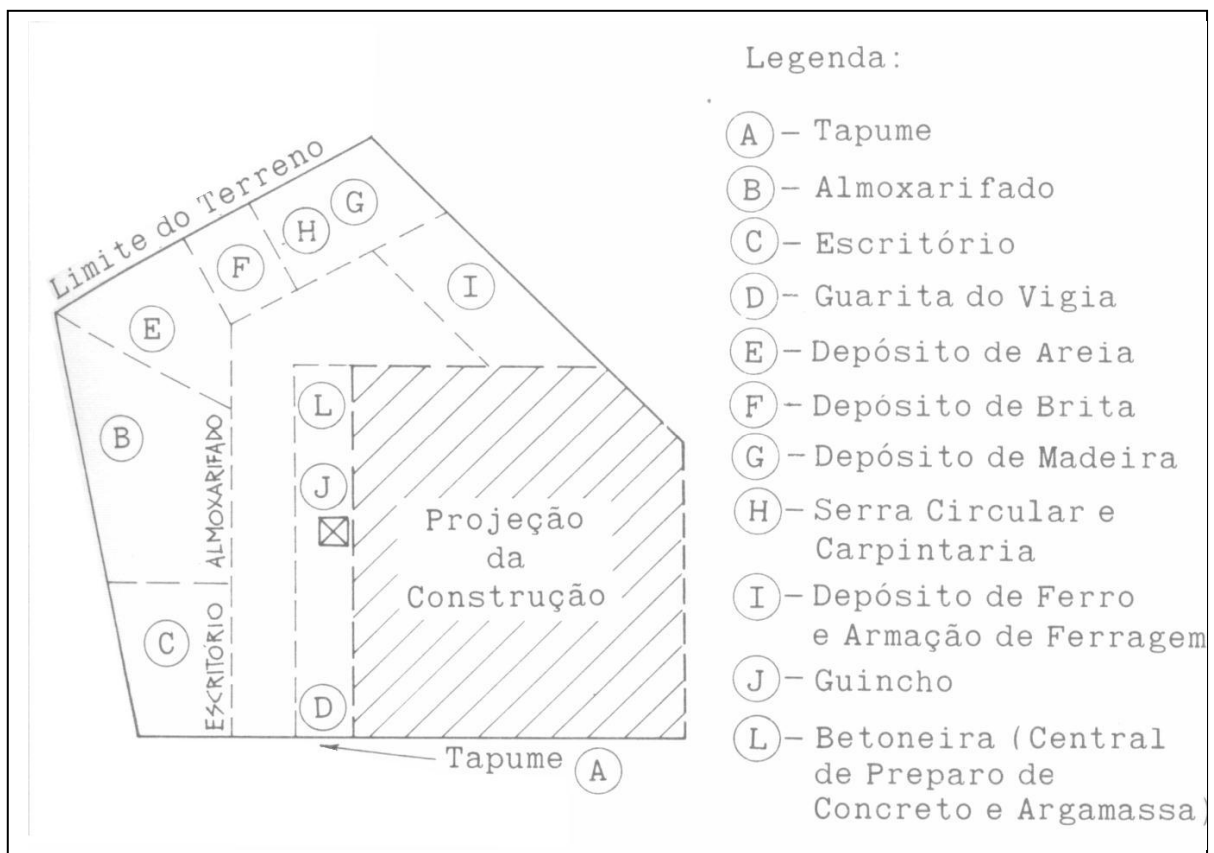 Legenda:
Limite do Terreno
A
B
C
D
E
F
G
H
I
J
L
ALMOXARIFADO
ESCRITÓRIO
Projeção
da
Construção
Tapume A
A – Tapume
B – Almoxarifado
C – Escritório
D – Guarita do Vigia
E – Depósito de Areia
F – Depósito de Brita
G – Depósito de Madeira
H – Serra Circular e
Carpintaria
I – Depósito de Ferro
e Armação de Ferragem
J – Guincho
L – Betoneira (Central
de Preparo de
Concreto e Argamassa)